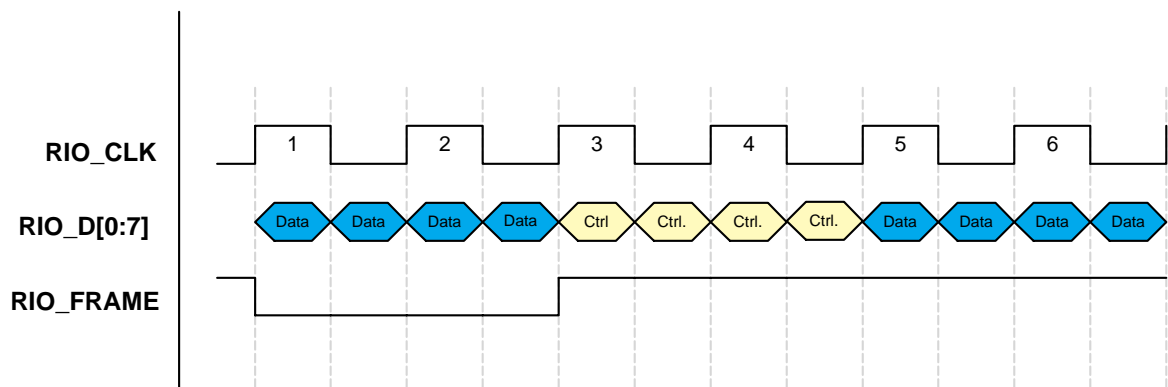 RIO_CLK 1 2 3 4 5 6
RIO_D[0:7] Data Data Data Data Ctrl Ctrl. Ctrl. Ctrl. Data Data Data Data
RIO_FRAME